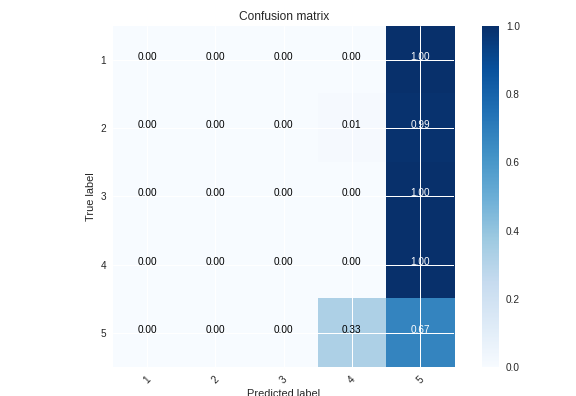 Confusion matrix
1 0.00 0.00 0.00 0.00 1.00
2 0.00 0.00 0.00 0.01 0.99
3 0.00 0.00 0.00 0.00 1.00
4 0.00 0.00 0.00 0.00 1.00
5 0.00 0.00 0.00 0.33 0.67
True label
1 2 3 4 5
Predicted label
1.0
0.8
0.6
0.4
0.2
0.0